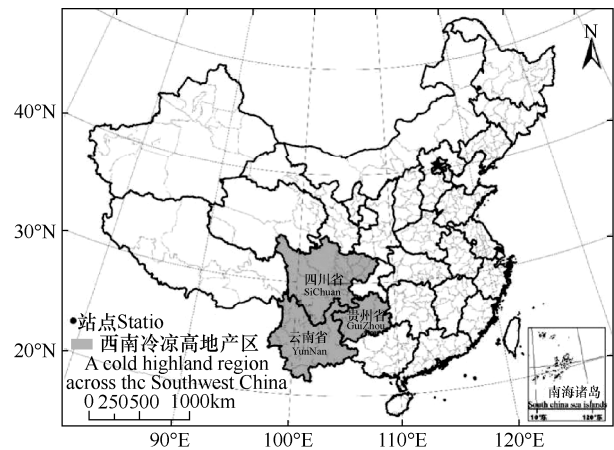 N
40°N
30°N
20°N
四川省
SiChuan
贵州省
GuiZhou
云南省
YunNan
站点Statio
西南冷凉高地产区
A cold highland region
across thc Southwest China
0 250500 1000km
南海诸岛
South china sea islands
90°E
100°E
110°E
120°E